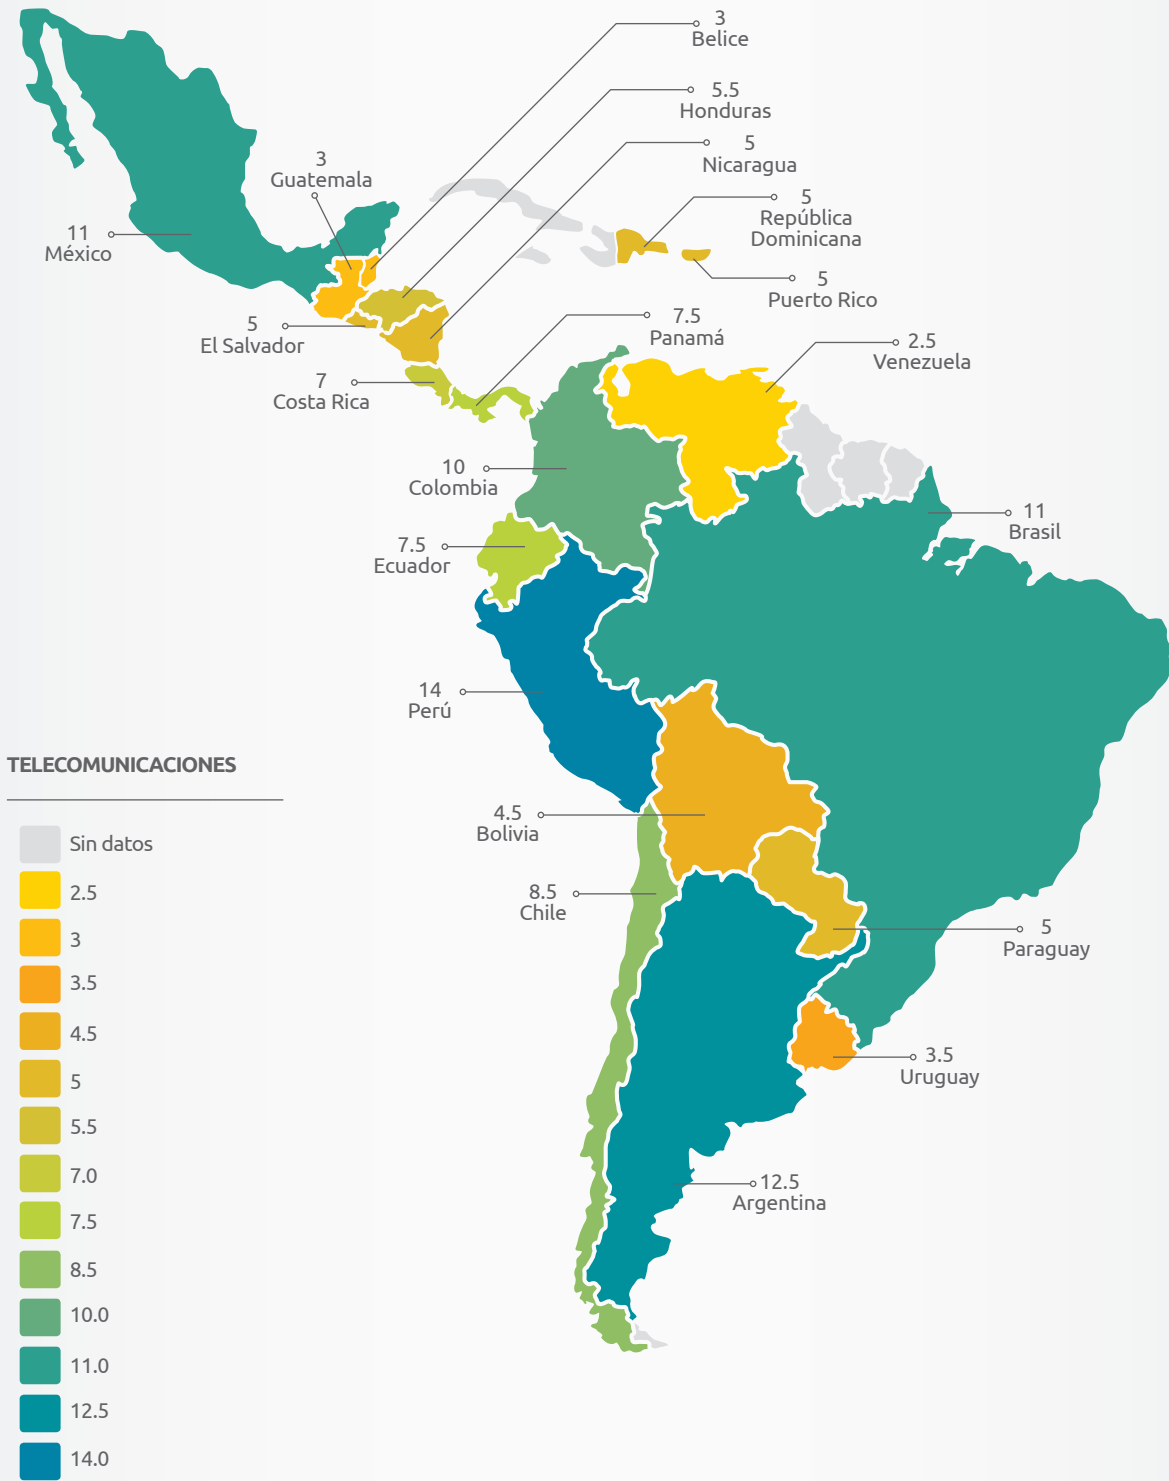 3
Belice
5.5
Honduras
5
Nicaragua
3
Guatemala
5
República
Dominicana
11
México
5
Puerto Rico
5
El Salvador
7.5
Panamá
2.5
Venezuela
7
Costa Rica
10
Colombia
11
Brasil
7.5
Ecuador
14
Perú
TELECOMUNICACIONES
4.5
Bolivia
Sin datos
2.5
8.5
Chile
3
5
Paraguay
3.5
4.5
3.5
Uruguay
5
5.5
7.0
12.5
Argentina
7.5
8.5
10.0
11.0
12.5
14.0